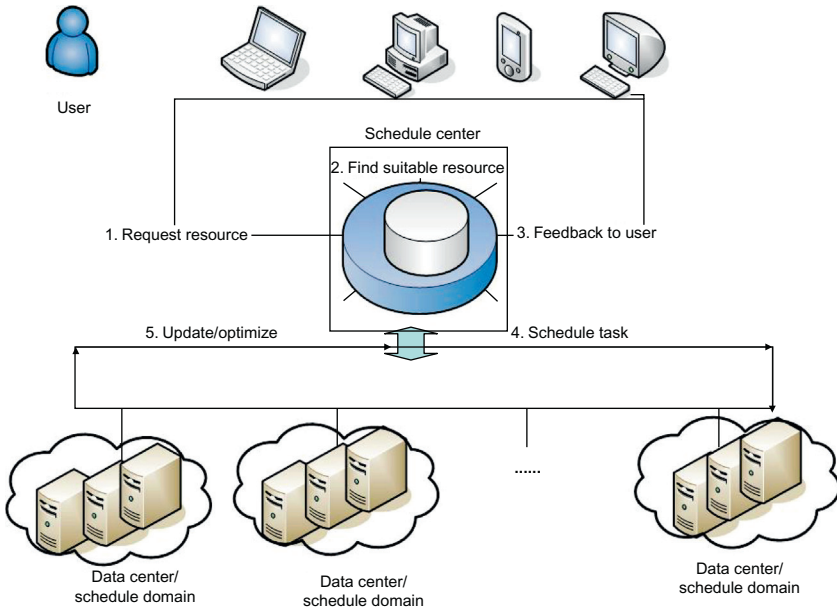 User
Schedule center
2. Find suitable resource
1. Request resource
3. Feedback to user
5. Update/optimize
4. Schedule task
......
Data center/
schedule domain
Data center/
schedule domain
Data center/
schedule domain